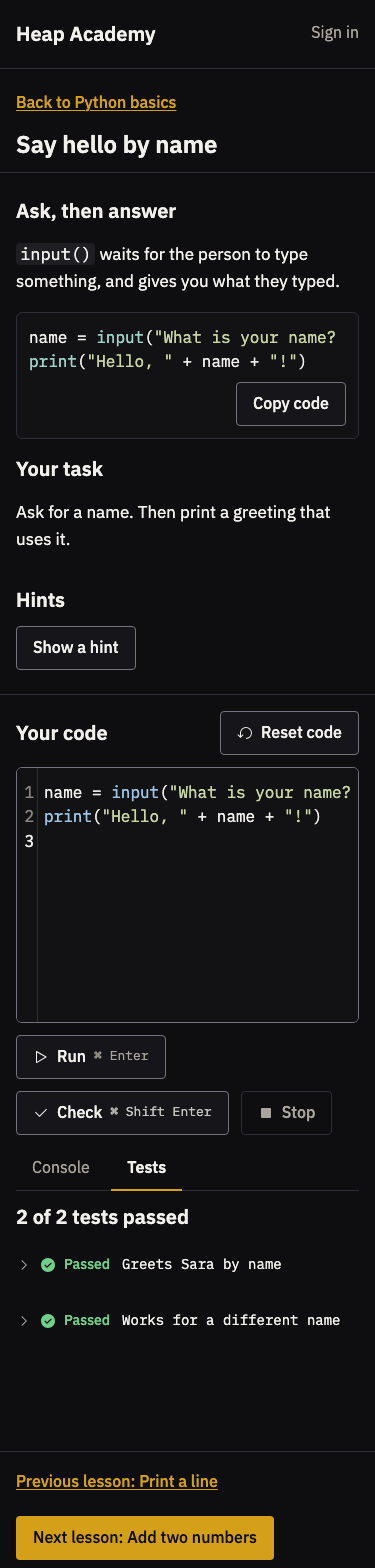 Heap Academy
Sign in
Back to Python basics
Say hello by name
Ask, then answer
input() waits for the person to type
something, and gives you what they typed.
name = input("What is your name?
print("Hello, " + name + "!")
Copy code
Your task
Ask for a name. Then print a greeting that
uses it.
Hints
Show a hint
Your code
Reset code
1 name = input("What is your name?
2 print("Hello, " + name + "!")
3
Run ⌘ Enter
Check ⌘ Shift Enter
Stop
Console
Tests
2 of 2 tests passed
Passed Greets Sara by name
Passed Works for a different name
Previous lesson: Print a line
Next lesson: Add two numbers